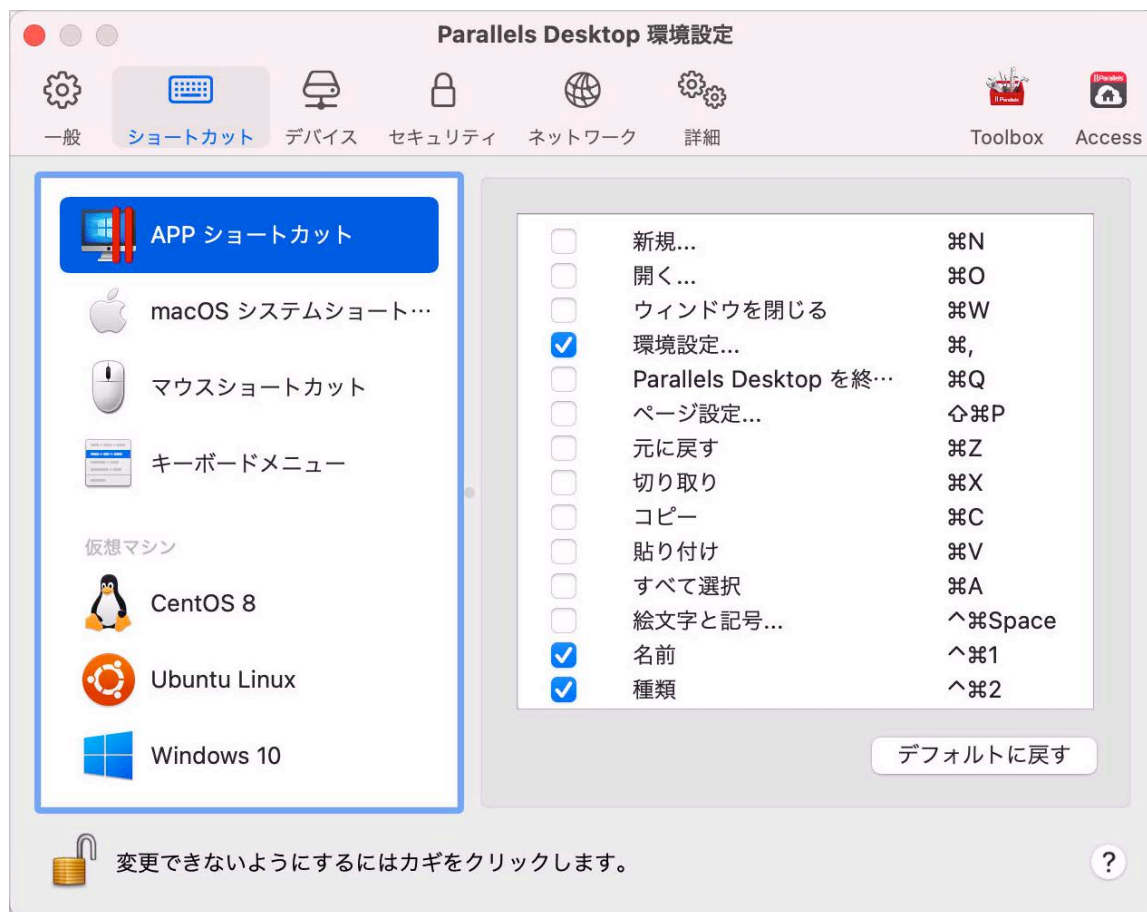 Parallels Desktop 環境設定
一般
ショートカット
デバイス
セキュリティ
ネットワーク
詳細
Toolbox
Access
APP ショートカット
macOS システムショート…
マウスショートカット
キーボードメニュー
仮想マシン
CentOS 8
Ubuntu Linux
Windows 10
新規... ⌘N
開く... ⌘O
ウィンドウを閉じる ⌘W
環境設定... ⌘,
Parallels Desktop を終… ⌘Q
ページ設定... ⇧⌘P
元に戻す ⌘Z
切り取り ⌘X
コピー ⌘C
貼り付け ⌘V
すべて選択 ⌘A
絵文字と記号... ^⌘Space
名前 ^⌘1
種類 ^⌘2
デフォルトに戻す
変更できないようにするにはカギをクリックします。
?